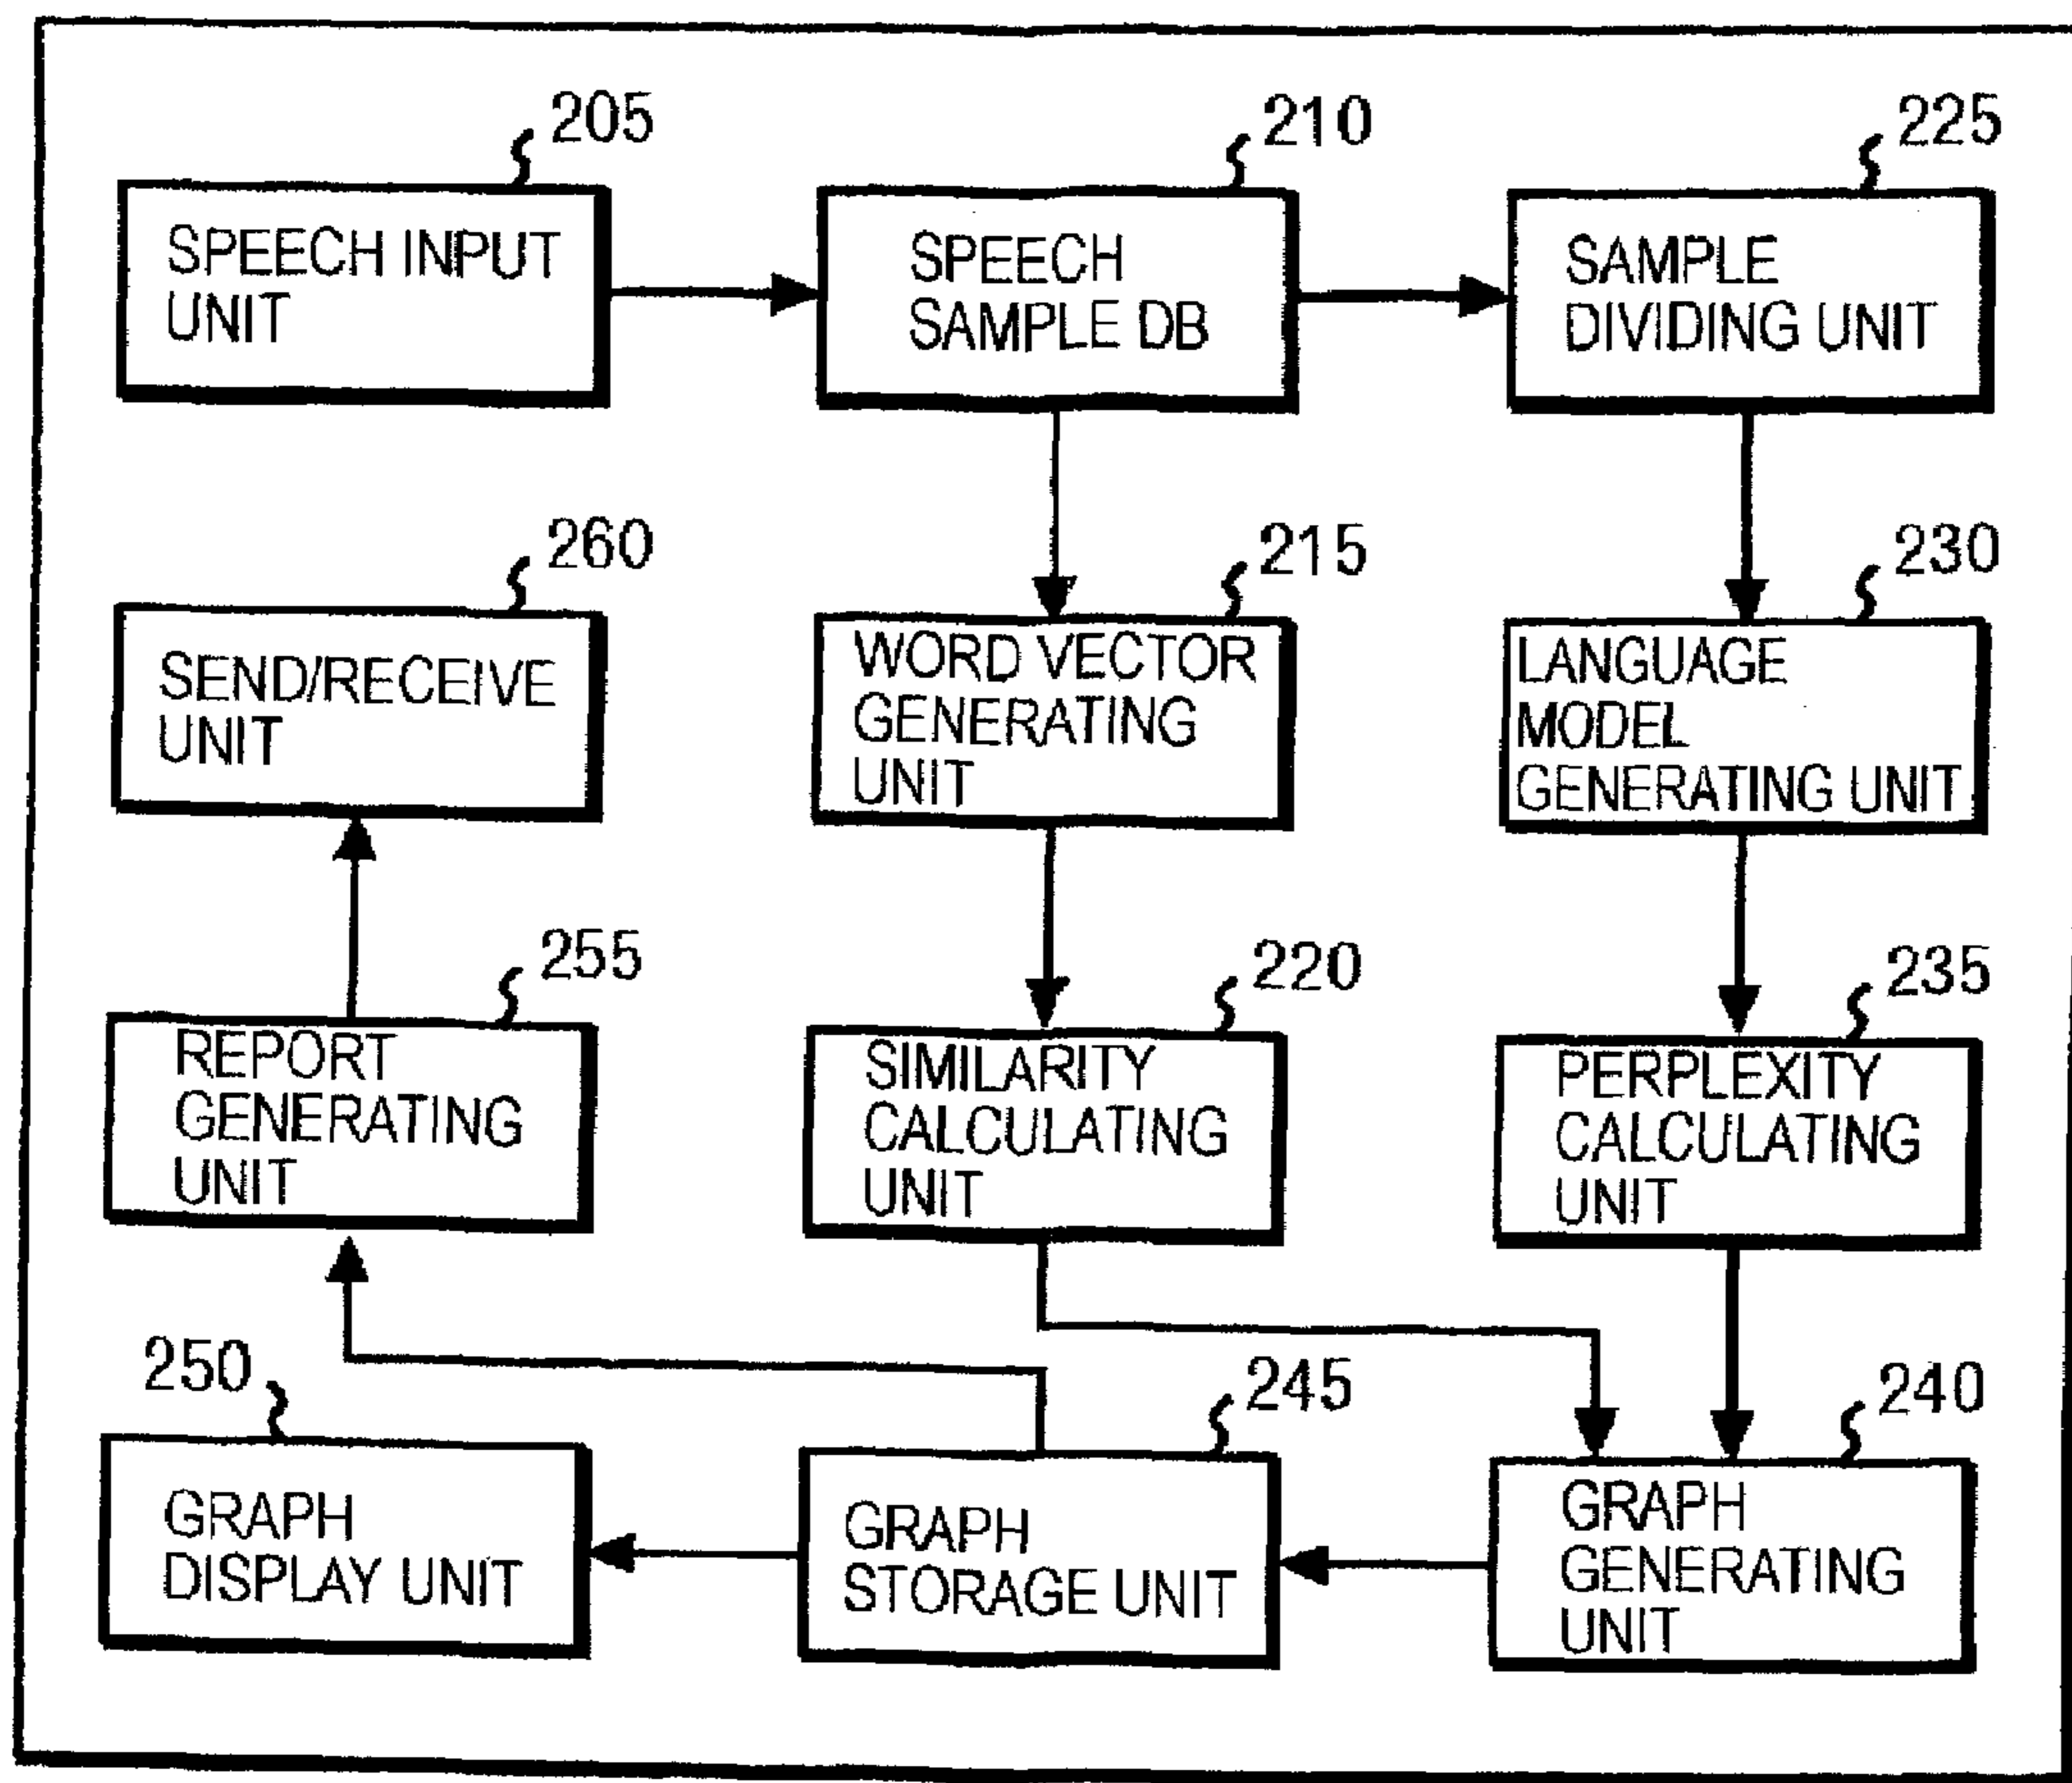 205
SPEECH INPUT
UNIT
210
SPEECH
SAMPLE DB
225
SAMPLE
DIVIDING UNIT
260
SEND/RECEIVE
UNIT
215
WORD VECTOR
GENERATING
UNIT
230
LANGUAGE
MODEL
GENERATING UNIT
255
REPORT
GENERATING
UNIT
220
SIMILARITY
CALCULATING
UNIT
235
PERPLEXITY
CALCULATING
UNIT
250
GRAPH
DISPLAY UNIT
245
GRAPH
STORAGE UNIT
240
GRAPH
GENERATING
UNIT